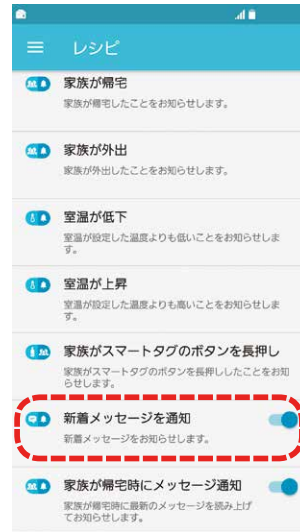 レシピ
家族が帰宅
家族が帰宅したことをお知らせします。
家族が外出
家族が外出したことをお知らせします。
室温が低下
室温が設定した温度よりも低いことをお知らせしま
す。
室温が上昇
室温が設定した温度よりも高いことをお知らせしま
す。
家族がスマートタグのボタンを長押し
家族がスマートタグのボタンを長押ししたことをお知
らせします。
新着メッセージを通知
新着メッセージをお知らせします。
家族が帰宅時にメッセージ通知
家族が帰宅時に最新のメッセージを読み上げ
てお知らせします。